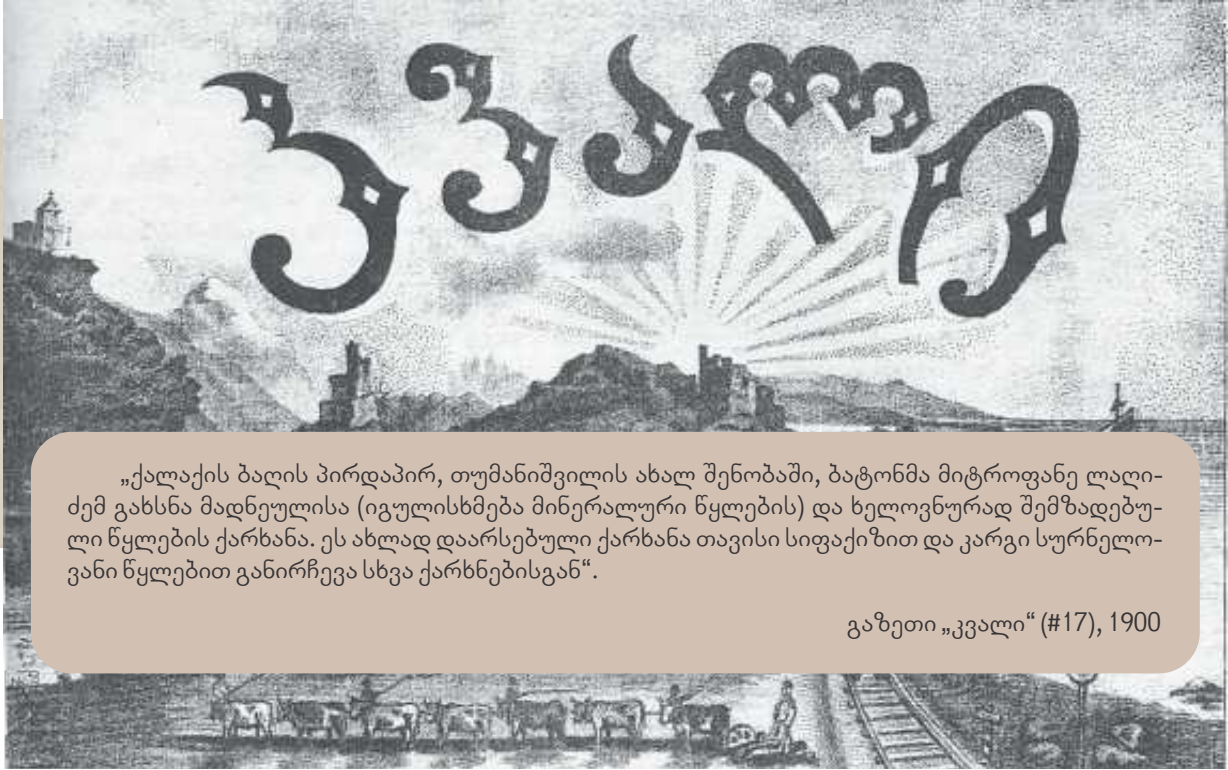 კვალი
„ქალაქის ბაღის პირდაპირ, თუმანიშვილის ახალ შენობაში, ბატონმა მიტროფანე ლაღი-
ძემ გახსნა მადნეულისა (იგულისხმება მინერალური წყლების) და ხელოვნურად შემზადებუ-
ლი წყლების ქარხანა. ეს ახლად დაარსებული ქარხანა თავისი სიფაქიზით და კარგი სურნელო-
ვანი წყლებით განირჩევა სხვა ქარხნებისგან“.
გაზეთი „კვალი“ (#17), 1900